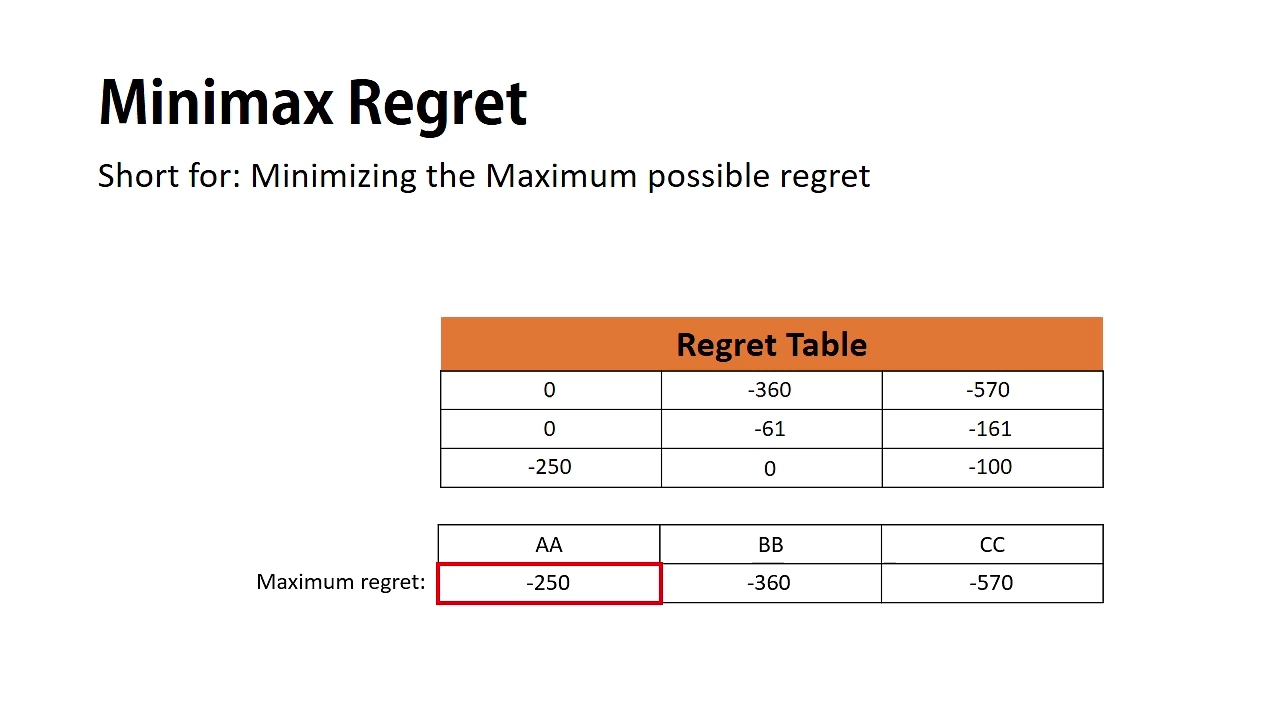 Minimax Regret
Short for: Minimizing the Maximum possible regret
Regret Table
0 -360 -570
0 -61 -161
-250 0 -100
AA BB CC
Maximum regret: -250 -360 -570